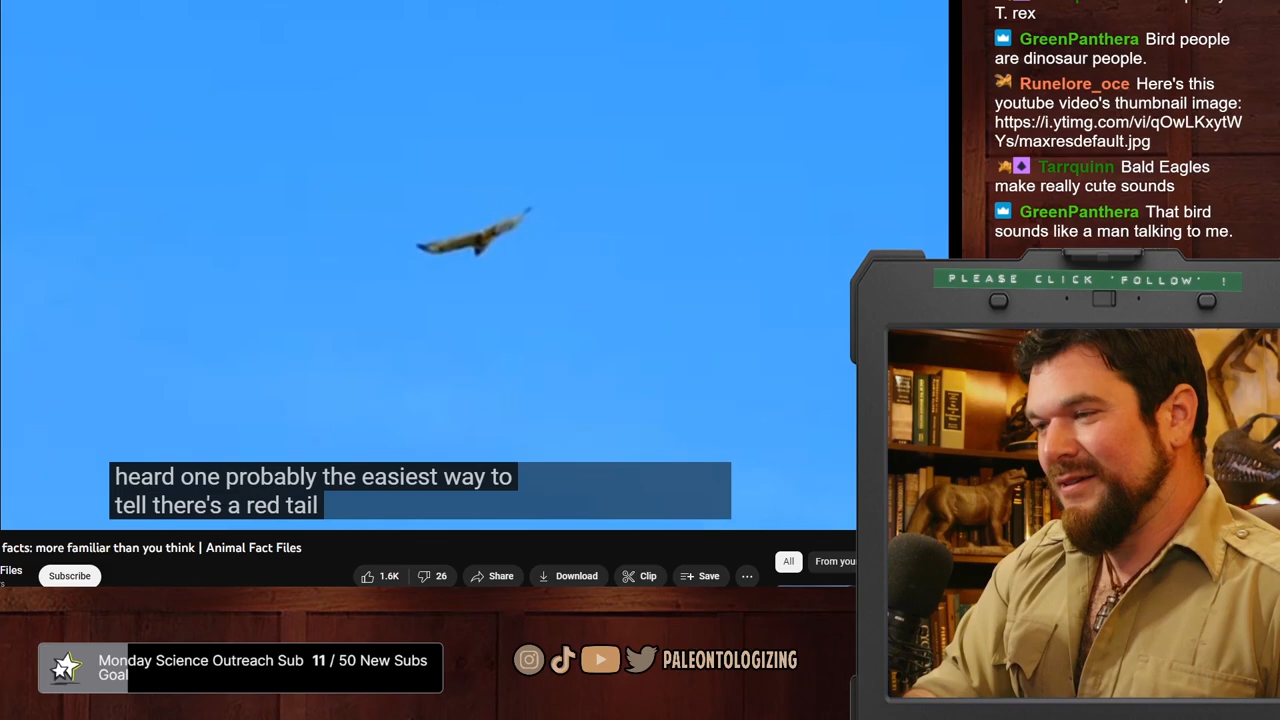 T. rex
GreenPanthera Bird people
are dinosaur people.
Runelore_oce Here's this
youtube video's thumbnail image:
https://i.ytimg.com/vi/qOwLKxytW
Ys/maxresdefault.jpg
Tarrquinn Bald Eagles
make really cute sounds
GreenPanthera That bird
sounds like a man talking to me.
PLEASE CLICK 'FOLLOW' !
heard one probably the easiest way to
tell there's a red tail
facts: more familiar than you think | Animal Fact Files
Files
Subscribe
1.6K
26
Share
Download
Clip
Save
All
From you
Monday Science Outreach Sub 11 / 50 New Subs
Goal
PALEONTOLOGIZING